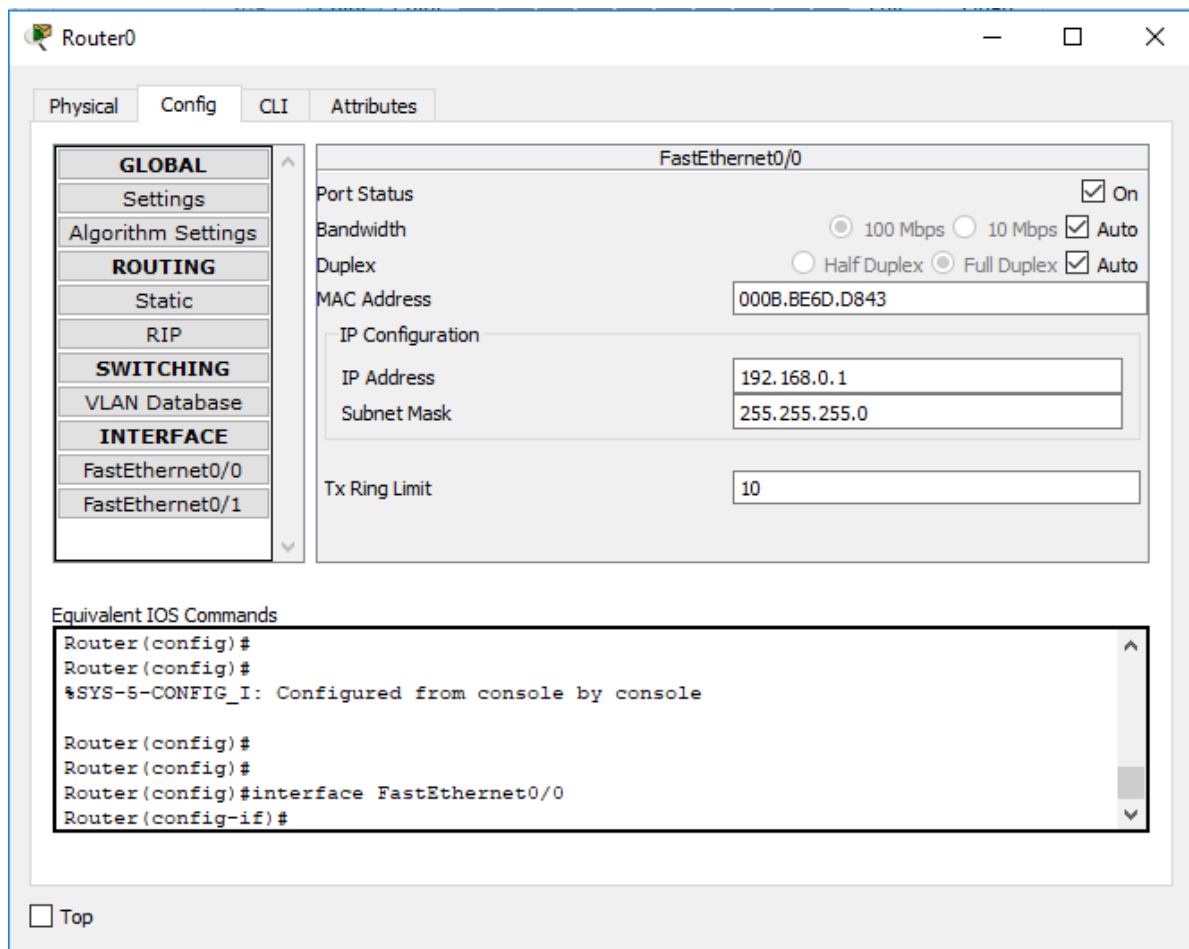 Router0
Physical Config CLI Attributes
GLOBAL
Settings
Algorithm Settings
ROUTING
Static
RIP
SWITCHING
VLAN Database
INTERFACE
FastEthernet0/0
FastEthernet0/1
FastEthernet0/0
Port Status On
Bandwidth 100 Mbps 10 Mbps Auto
Duplex Half Duplex Full Duplex Auto
MAC Address 000B.BE6D.D843
IP Configuration
IP Address 192.168.0.1
Subnet Mask 255.255.255.0
Tx Ring Limit 10
Equivalent IOS Commands
Router(config)#
Router(config)#
%SYS-5-CONFIG_I: Configured from console by console
Router(config)#
Router(config)#
Router(config)#interface FastEthernet0/0
Router(config-if)#
Top